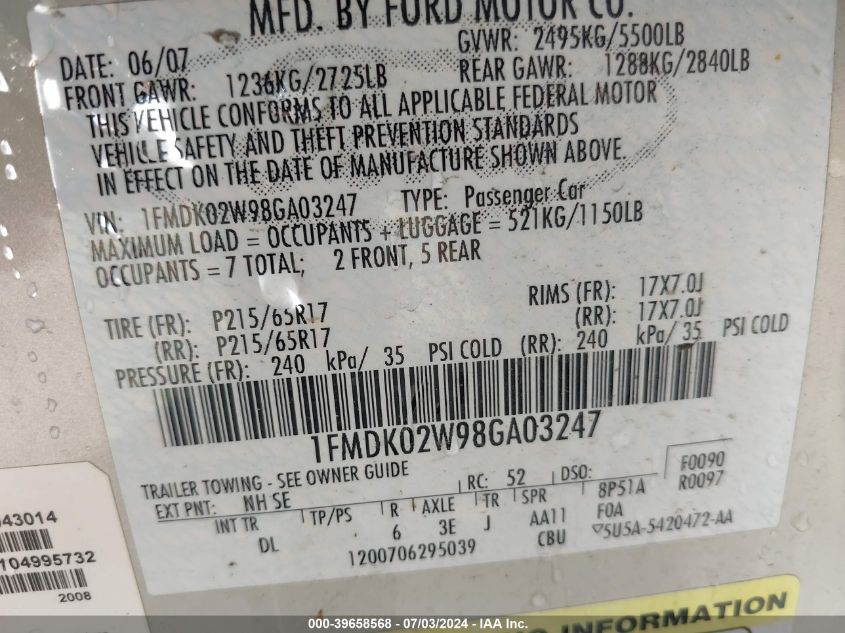 MFD. BY FORD MOTOR CO.
DATE: 06/07 GVWR: 2495KG/5500LB
FRONT GAWR: 1236KG/2725LB REAR GAWR: 1288KG/2840LB
THIS VEHICLE CONFORMS TO ALL APPLICABLE FEDERAL MOTOR
VEHICLE SAFETY AND THEFT PREVENTION STANDARDS
IN EFFECT ON THE DATE OF MANUFACTURE SHOWN ABOVE.
VIN: 1FMDK02W98GA03247 TYPE: Passenger Car
MAXIMUM LOAD = OCCUPANTS + LUGGAGE = 521KG/1150LB
OCCUPANTS = 7 TOTAL; 2 FRONT, 5 REAR
TIRE (FR): P215/65R17 RIMS (FR): 17X7.0J
(RR): P215/65R17 (RR): 17X7.0J
PRESSURE (FR): 240 kPa/ 35 PSI COLD (RR): 240 kPa/ 35 PSI COLD
1FMDK02W98GA03247
TRAILER TOWING - SEE OWNER GUIDE RC: 52 DSO: F0090
EXT PNT: NH SE 8P51A R0097
INT TR TP/PS R AXLE TR SPR F0A
DL 6 3E J AA11 5U5A-5420472-AA
1200706295039 CBU
43014
104995732
2008
INFORMATION
000-39658568 - 07/03/2024 - IAA Inc.